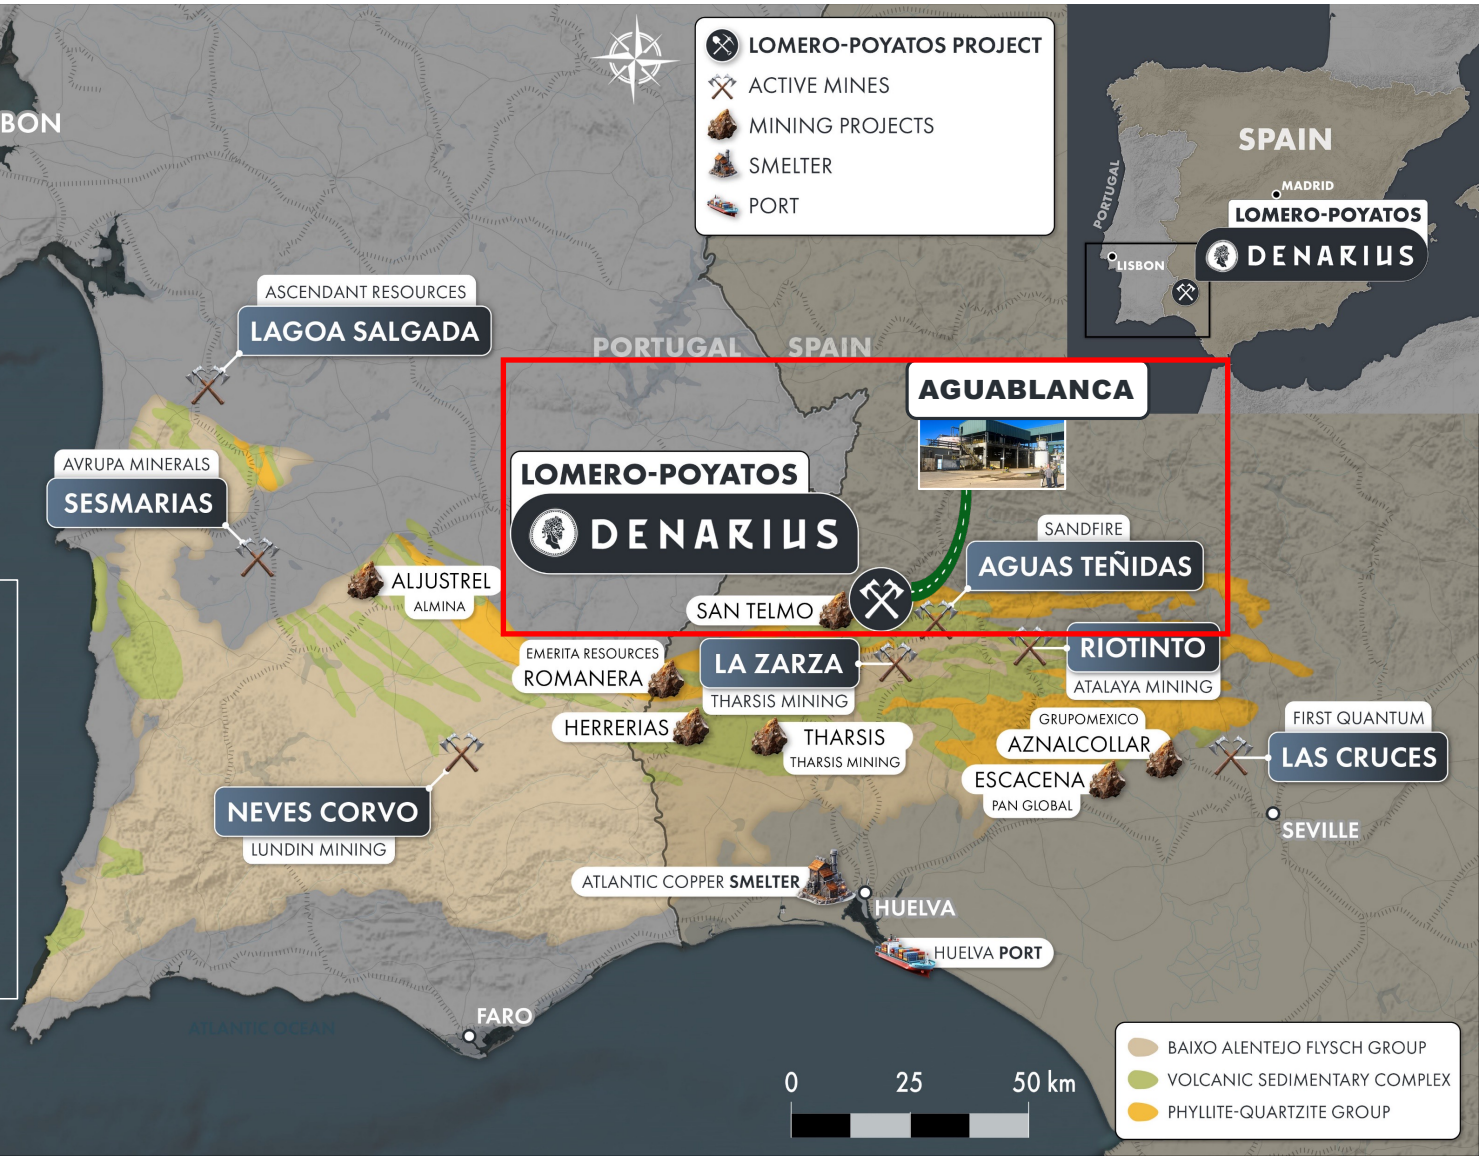 BON
LOMERO-POYATOS PROJECT
ACTIVE MINES
MINING PROJECTS
SMELTER
PORT
SPAIN
PORTUGAL
MADRID
LOMERO-POYATOS
DENARIUS
LISBON
ASCENDANT RESOURCES
LAGOA SALGADA
PORTUGAL
SPAIN
AGUABLANCA
AVRUPA MINERALS
SESMARIAS
LOMERO-POYATOS
DENARIUS
SANDFIRE
AGUAS TEÑIDAS
ALJUSTREL
ALMINA
SAN TELMO
EMERITA RESOURCES
ROMANERA
LA ZARZA
THARSIS MINING
RIOTINTO
ATALAYA MINING
HERRERIAS
THARSIS
THARSIS MINING
GRUPOMEXICO
AZNALCOLLAR
ESCACENA
PAN GLOBAL
FIRST QUANTUM
LAS CRUCES
NEVES CORVO
LUNDIN MINING
SEVILLE
ATLANTIC COPPER SMELTER
HUELVA
HUELVA PORT
FARO
ATLANTIC OCEAN
0 25 50 km
BAIXO ALENTEJO FLYSCH GROUP
VOLCANIC SEDIMENTARY COMPLEX
PHYLLITE-QUARTZITE GROUP